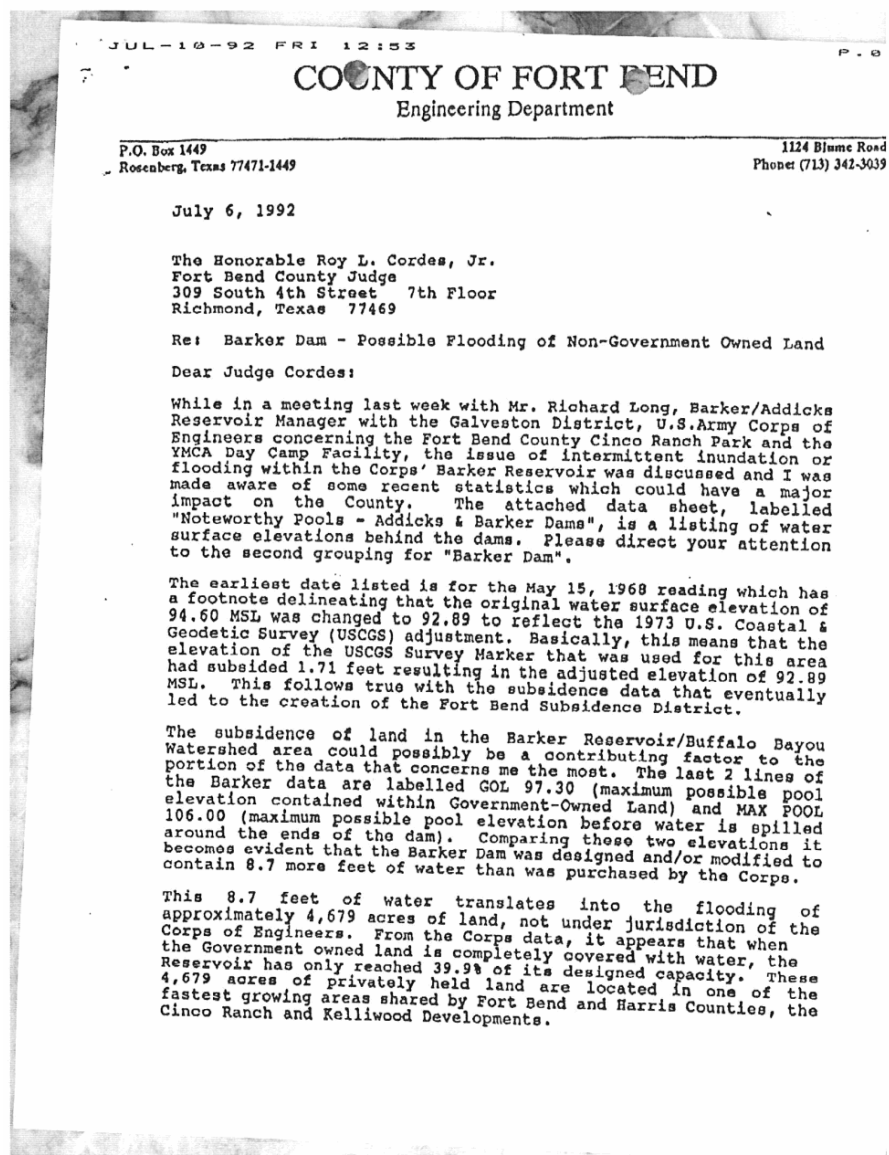 JUL-10-92 FRI 12:53
P.0
COUNTY OF FORT BEND
Engineering Department
P.O. Box 1449
1124 Blume Road
Rosenberg, Texas 77471-1449
Phone: (713) 342-3039
July 6, 1992
The Honorable Roy L. Cordes, Jr.
Fort Bend County Judge
309 South 4th Street 7th Floor
Richmond, Texas 77469
Re: Barker Dam - Possible Flooding of Non-Government Owned Land
Dear Judge Cordes:
While in a meeting last week with Mr. Richard Long, Barker/Addicks
Reservoir Manager with the Galveston District, U.S.Army Corps of
Engineers concerning the Fort Bend County Cinco Ranch Park and the
YMCA Day Camp Facility, the issue of intermittent inundation or
flooding within the Corps' Barker Reservoir was discussed and I was
made aware of some recent statistics which could have a major
impact on the County. The attached data sheet, labelled
"Noteworthy Pools - Addicks & Barker Dams", is a listing of water
surface elevations behind the dams. Please direct your attention
to the second grouping for "Barker Dam".
The earliest date listed is for the May 15, 1968 reading which has
a footnote delineating that the original water surface elevation of
94.60 MSL was changed to 92.89 to reflect the 1973 U.S. Coastal &
Geodetic Survey (USCGS) adjustment. Basically, this means that the
elevation of the USCGS Survey Marker that was used for this area
had subsided 1.71 feet resulting in the adjusted elevation of 92.89
MSL. This follows true with the subsidence data that eventually
led to the creation of the Fort Bend Subsidence District.
The subsidence of land in the Barker Reservoir/Buffalo Bayou
Watershed area could possibly be a contributing factor to the
portion of the data that concerns me the most. The last 2 lines of
the Barker data are labelled GOL 97.30 (maximum possible pool
elevation contained within Government-Owned Land) and MAX POOL
106.00 (maximum possible pool elevation before water is spilled
around the ends of the dam). Comparing these two elevations it
becomes evident that the Barker Dam was designed and/or modified to
contain 8.7 more feet of water than was purchased by the Corps.
This 8.7 feet of water translates into the flooding of
approximately 4,679 acres of land, not under jurisdiction of the
Corps of Engineers. From the Corps data, it appears that when
the Government owned land is completely covered with water, the
Reservoir has only reached 39.9% of its designed capacity. These
4,679 acres of privately held land are located in one of the
fastest growing areas shared by Fort Bend and Harris Counties, the
Cinco Ranch and Kelliwood Developments.